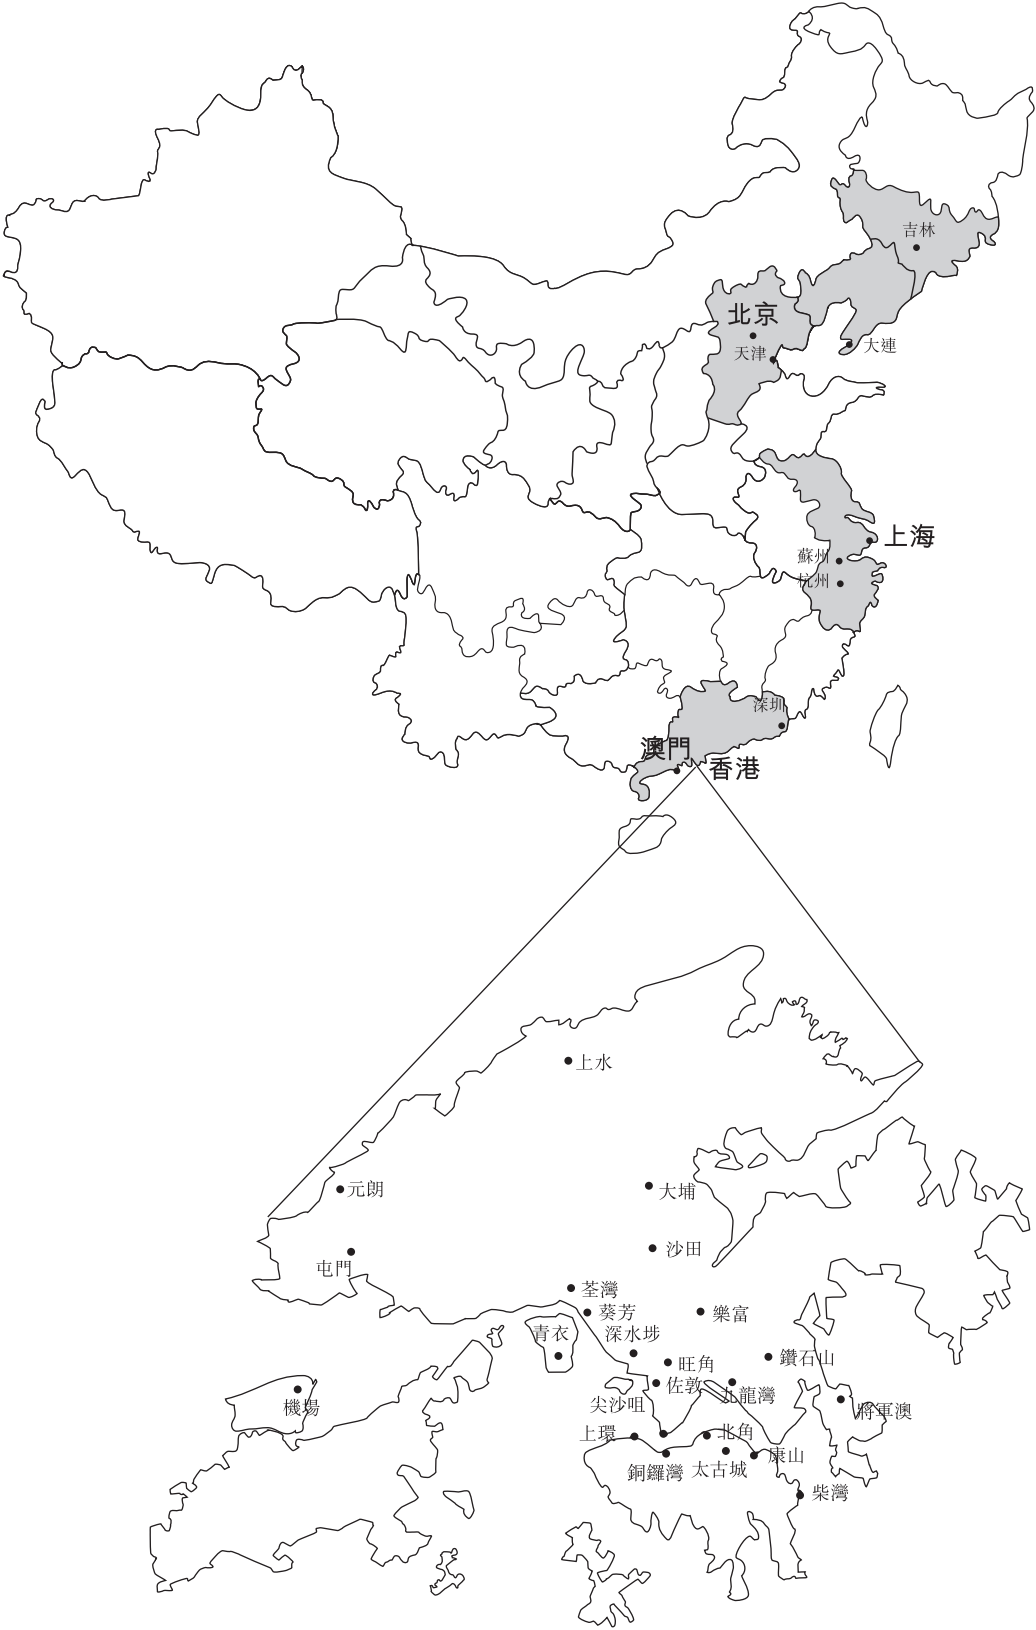 吉林
北京
天津
大連
上海
蘇州
杭州
深圳
澳門
香港
上水
元朗
大埔
屯門
沙田
荃灣
葵芳
樂富
青衣
深水埗
旺角
鑽石山
佐敦
九龍灣
機場
尖沙咀
將軍澳
上環
北角
銅鑼灣
太古城
康山
柴灣